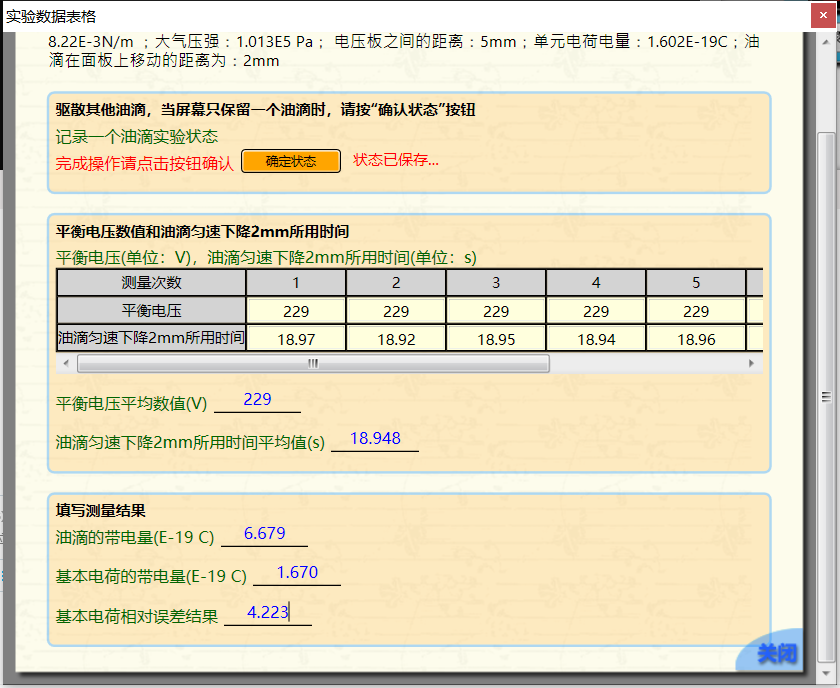 实验数据表格
8.22E-3N/m ；大气压强：1.013E5 Pa； 电压板之间的距离：5mm；单元电荷电量：1.602E-19C；油
滴在面板上移动的距离为：2mm
驱散其他油滴，当屏幕只保留一个油滴时，请按“确认状态”按钮
记录一个油滴实验状态
完成操作请点击按钮确认 确定状态 状态已保存...
平衡电压数值和油滴匀速下降2mm所用时间
平衡电压(单位：V)，油滴匀速下降2mm所用时间(单位：s)
测量次数 1 2 3 4 5
平衡电压 229 229 229 229 229
油滴匀速下降2mm所用时间 18.97 18.92 18.95 18.94 18.96
平衡电压平均数值(V) 229
油滴匀速下降2mm所用时间平均值(s) 18.948
填写测量结果
油滴的带电量(E-19 C) 6.679
基本电荷的带电量(E-19 C) 1.670
基本电荷相对误差结果 4.223
关闭